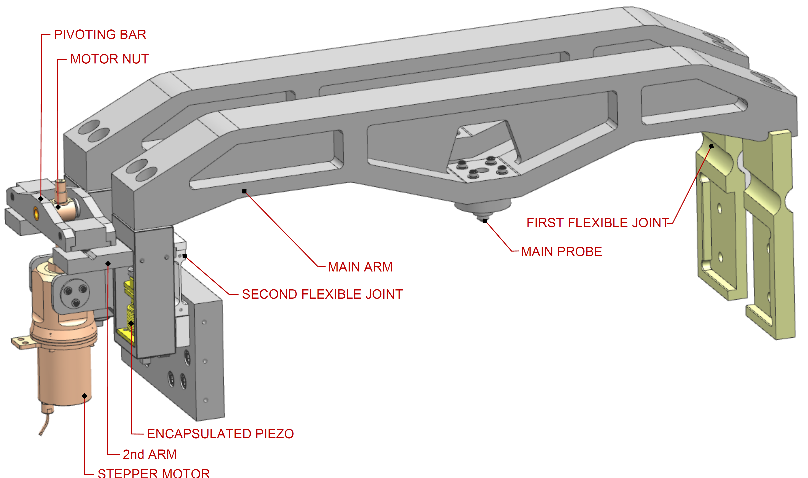 PIVOTING BAR
MOTOR NUT
FIRST FLEXIBLE JOINT
MAIN PROBE
MAIN ARM
SECOND FLEXIBLE JOINT
ENCAPSULATED PIEZO
2nd ARM
STEPPER MOTOR